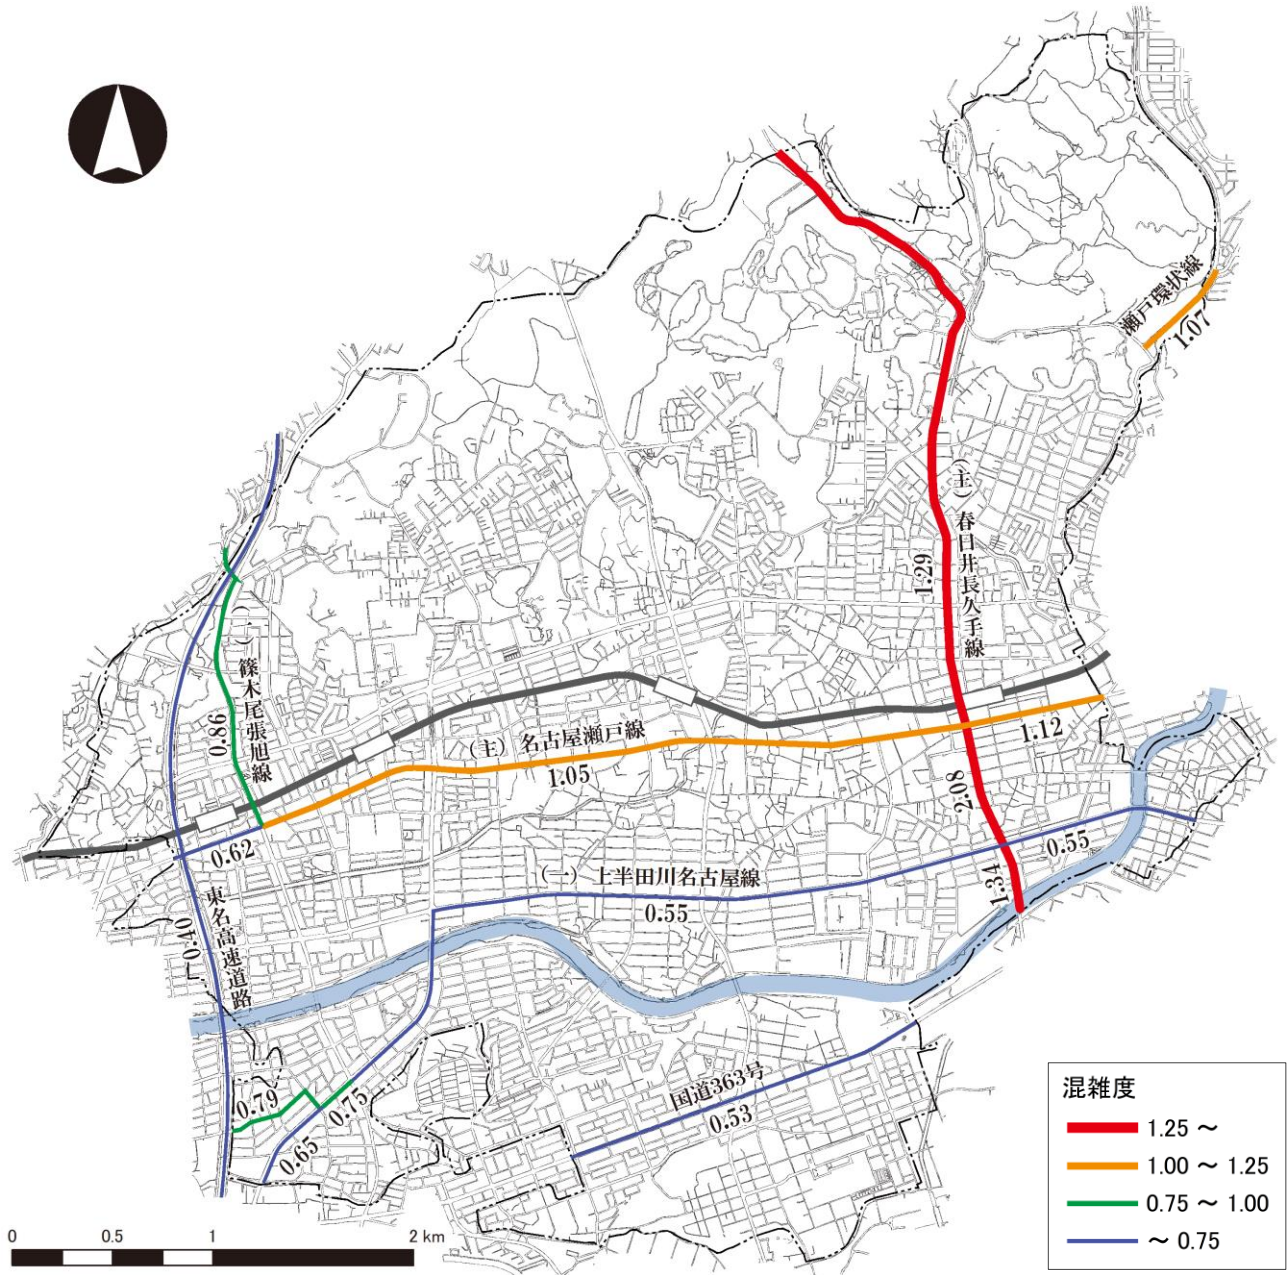 瀬戸環状線
1.07
(主)春日井長久手線
1.29
(一)篠木尾張旭線
0.86
(主)名古屋瀬戸線
1.05
1.12
2.08
0.62
(一)上半田川名古屋線
0.55
0.55
1.34
0.40
東名高速道路
国道363号
0.53
0.79
0.75
0.65
混雑度
1.25 ～
1.00 ～ 1.25
0.75 ～ 1.00
～ 0.75
0 0.5 1 2 km